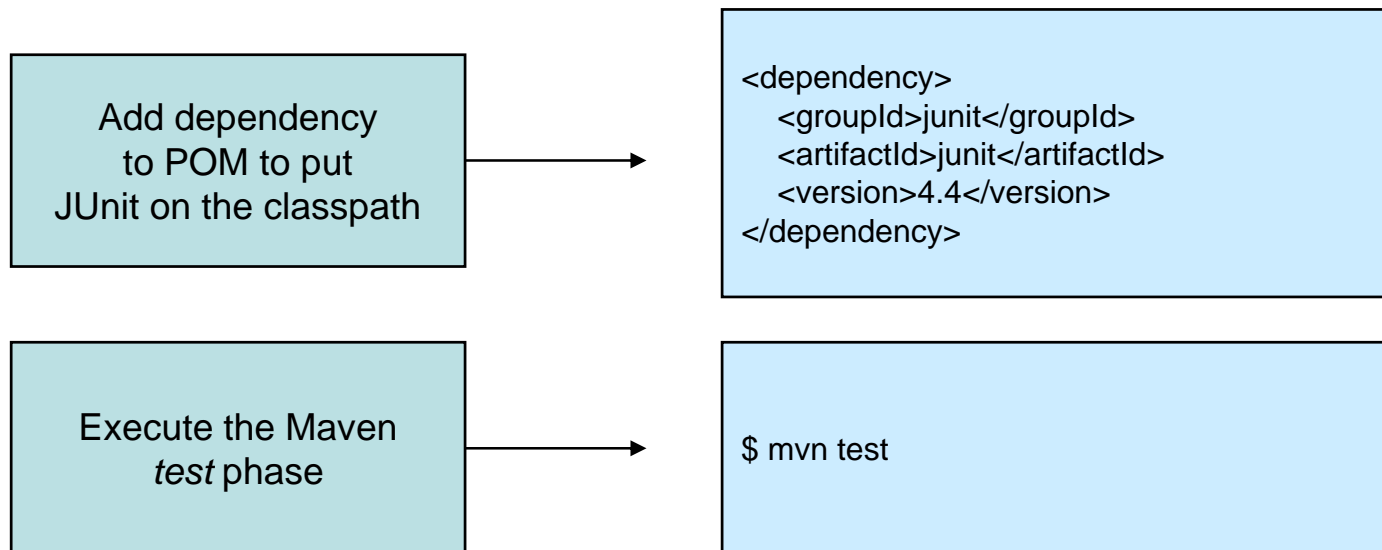 Add dependency
to POM to put
JUnit on the classpath
<dependency>
<groupId>junit</groupId>
<artifactId>junit</artifactId>
<version>4.4</version>
</dependency>
Execute the Maven
test phase
$ mvn test